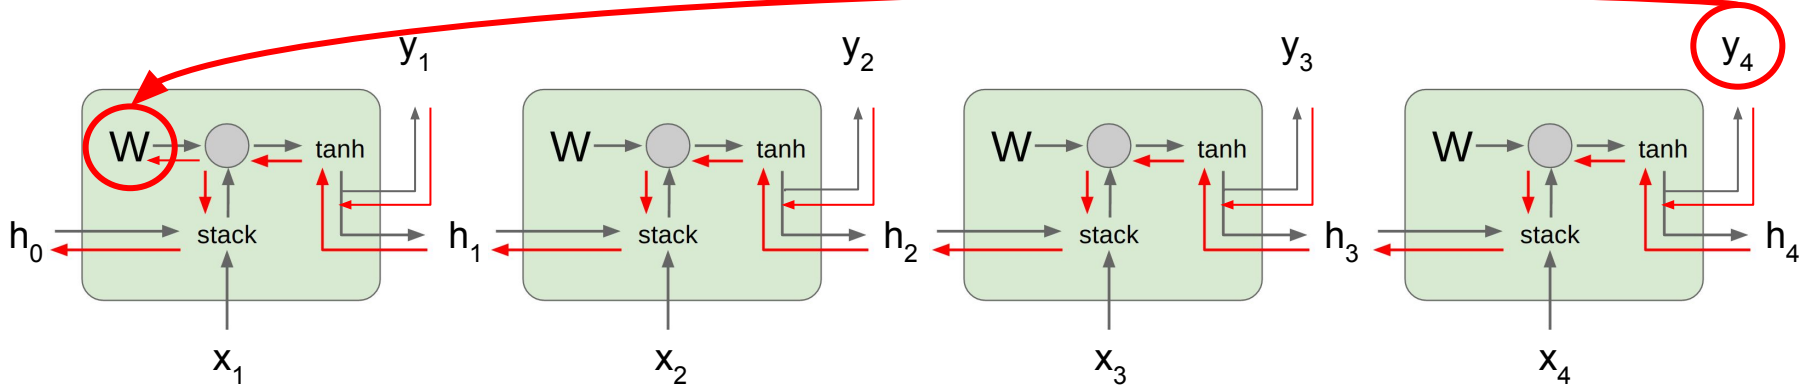 y₁ y₂ y₃ y₄
W tanh W tanh W tanh W tanh
h₀ stack h₁ stack h₂ stack h₃ stack h₄
x₁ x₂ x₃ x₄